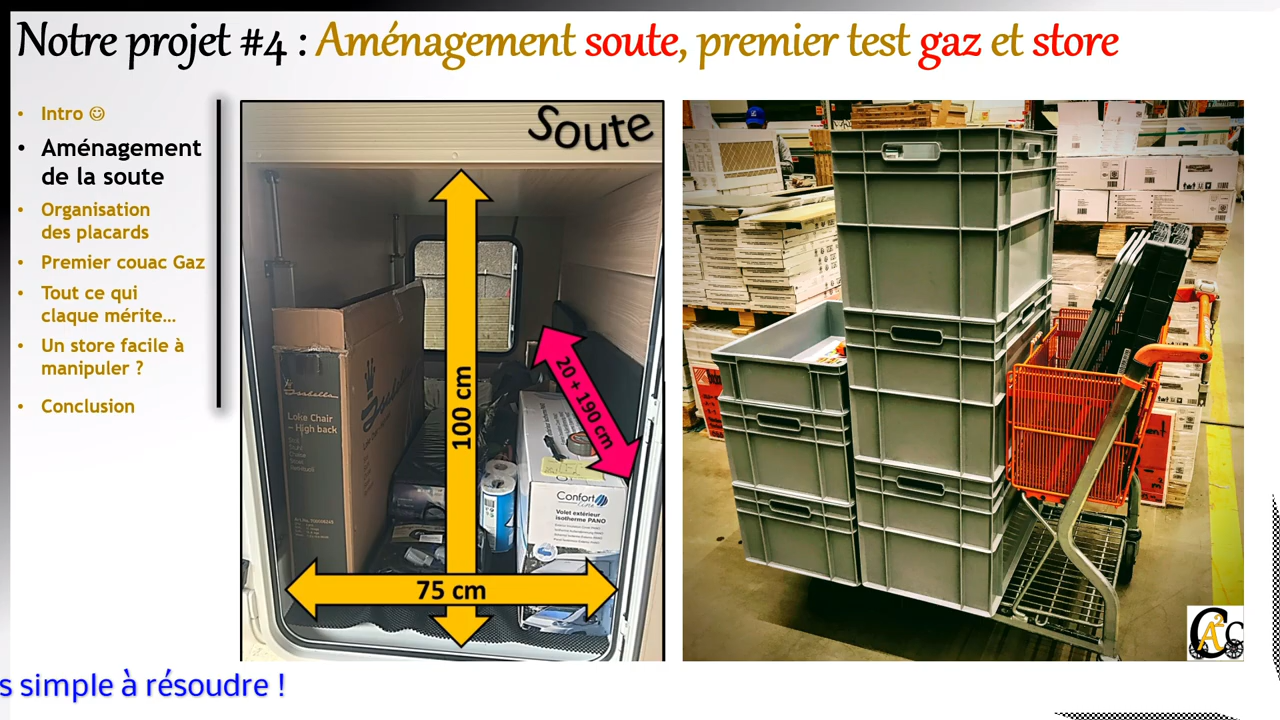 Notre projet #4 : Aménagement soute, premier test gaz et store
• Intro ☺
• Aménagement
de la soute
• Organisation
des placards
• Premier couac Gaz
• Tout ce qui
claque mérite...
• Un store facile à
manipuler ?
• Conclusion
Soute
100 cm
20 + 190 cm
75 cm
Isabella
Loke Chair
– High back
Confort
Volet extérieur
isotherme PANO
s simple à résoudre !